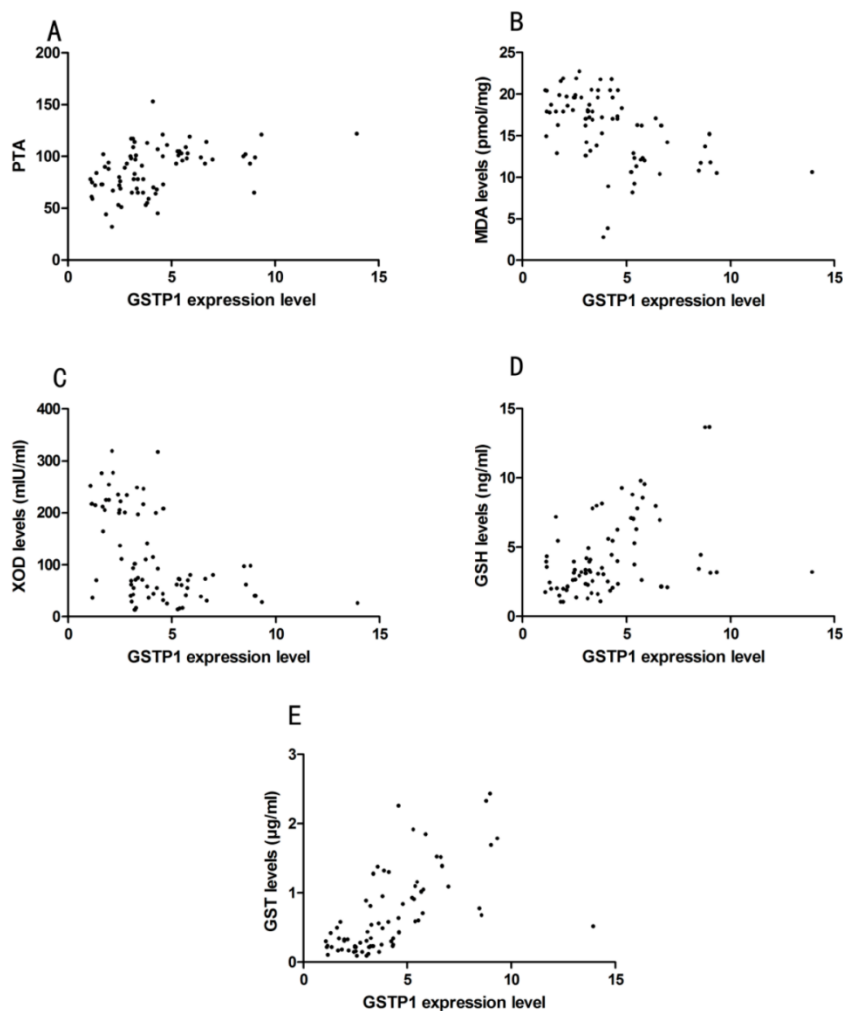 A
PTA
200
150
100
50
0
0 5 10 15
GSTP1 expression level
B
MDA levels (pmol/mg)
25
20
15
10
5
0
0 5 10 15
GSTP1 expression level
C
XOD levels (mIU/ml)
400
300
200
100
0
0 5 10 15
GSTP1 expression level
D
GSH levels (ng/ml)
15
10
5
0
0 5 10 15
GSTP1 expression level
E
GST levels (μg/ml)
3
2
1
0
0 5 10 15
GSTP1 expression level